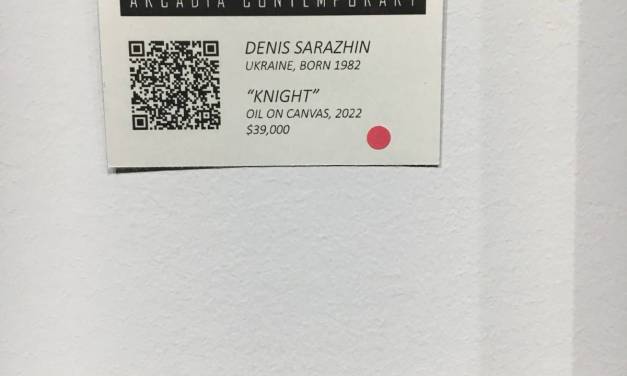 ARCADIA CONTEMPORARY
DENIS SARAZHIN
UKRAINE, BORN 1982
“KNIGHT”
OIL ON CANVAS, 2022
$39,000